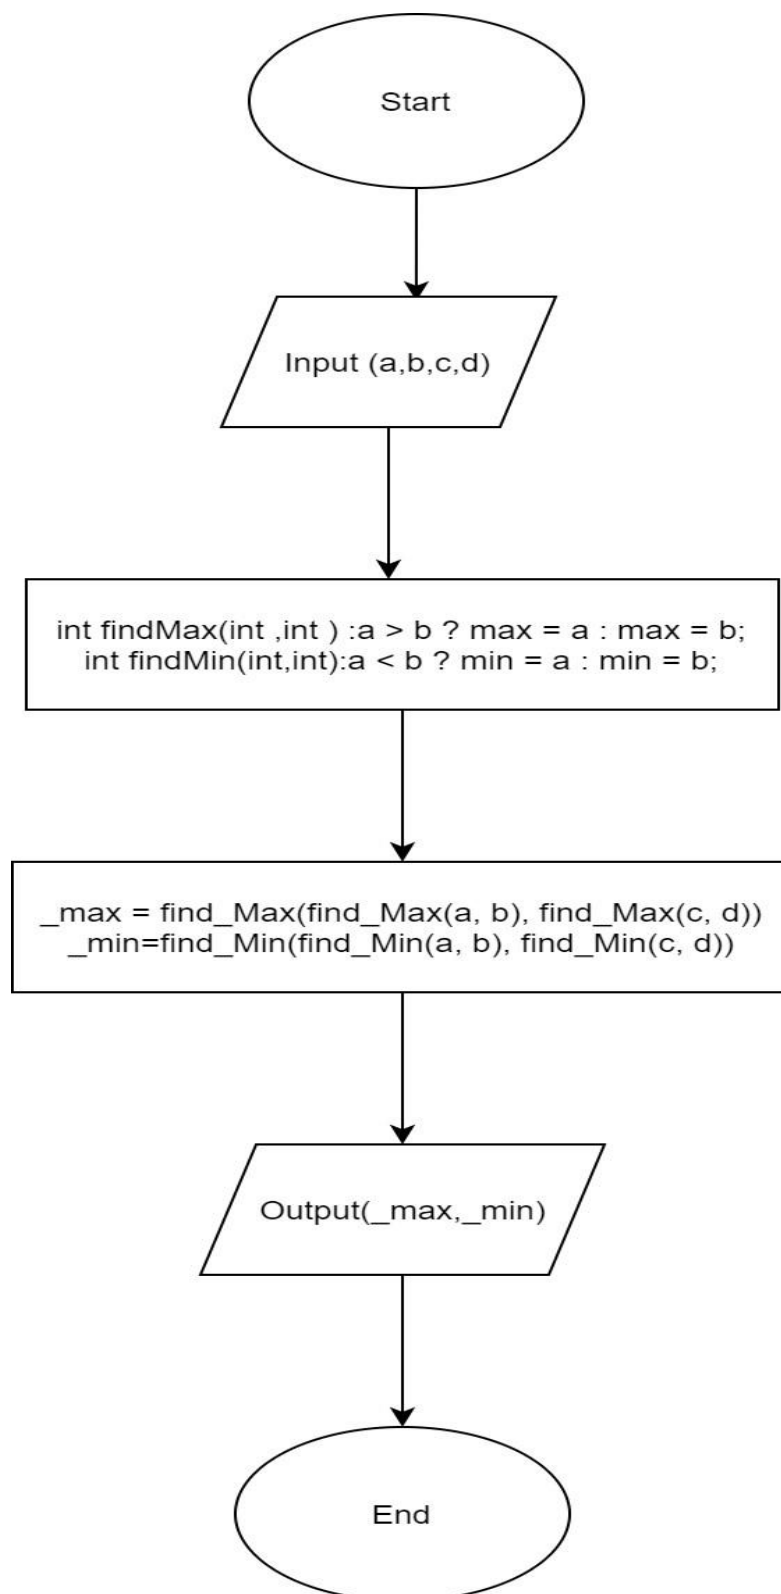 Start
Input (a,b,c,d)
int findMax(int ,int ) :a > b ? max = a : max = b;
int findMin(int,int):a < b ? min = a : min = b;
_max = find_Max(find_Max(a, b), find_Max(c, d))
_min=find_Min(find_Min(a, b), find_Min(c, d))
Output(_max,_min)
End